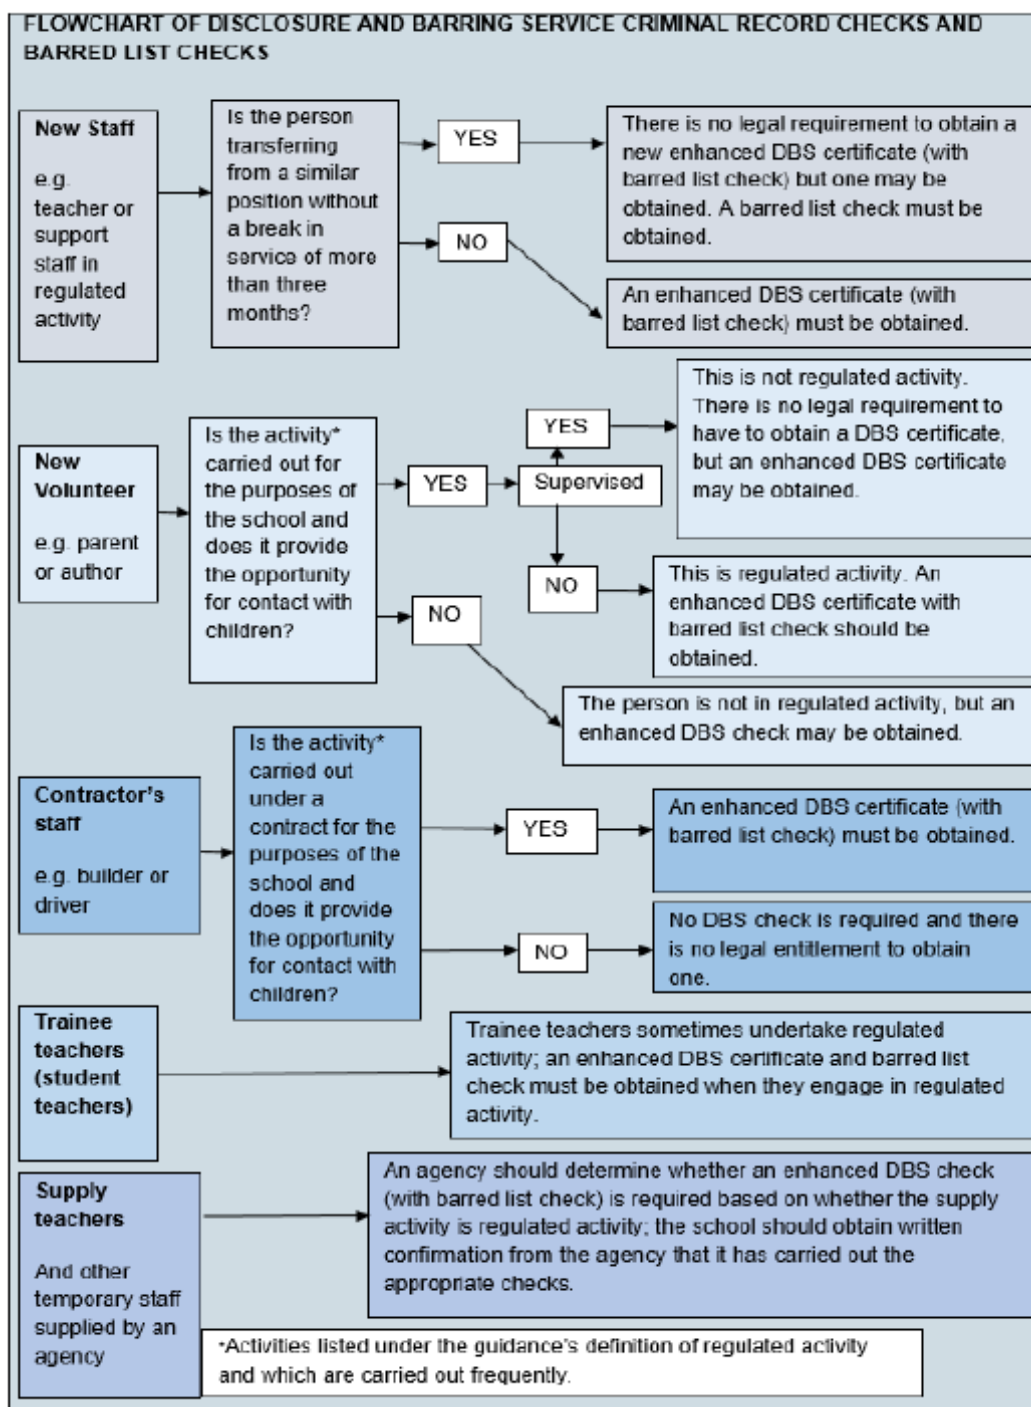 FLOWCHART OF DISCLOSURE AND BARRING SERVICE CRIMINAL RECORD CHECKS AND
BARRED LIST CHECKS
New Staff
e.g.
teacher or
support
staff in
regulated
activity
Is the person
transferring
from a similar
position without
a break in
service of more
than three
months?
YES
There is no legal requirement to obtain a
new enhanced DBS certificate (with
barred list check) but one may be
obtained. A barred list check must be
obtained.
NO
An enhanced DBS certificate (with
barred list check) must be obtained.
New
Volunteer
e.g. parent
or author
Is the activity*
carried out for
the purposes of
the school and
does it provide
the opportunity
for contact with
children?
YES
Supervised
YES
This is not regulated activity.
There is no legal requirement to
have to obtain a DBS certificate,
but an enhanced DBS certificate
may be obtained.
NO
This is regulated activity. An
enhanced DBS certificate with
barred list check should be
obtained.
NO
The person is not in regulated activity, but an
enhanced DBS check may be obtained.
Contractor's
staff
e.g. builder or
driver
Is the activity*
carried out
under a
contract for the
purposes of the
school and
does it provide
the opportunity
for contact with
children?
YES
An enhanced DBS certificate (with
barred list check) must be obtained.
NO
No DBS check is required and there
is no legal entitlement to obtain
one.
Trainee
teachers
(student
teachers)
Trainee teachers sometimes undertake regulated
activity; an enhanced DBS certificate and barred list
check must be obtained when they engage in regulated
activity.
Supply
teachers
And other
temporary staff
supplied by an
agency
An agency should determine whether an enhanced DBS check
(with barred list check) is required based on whether the supply
activity is regulated activity; the school should obtain written
confirmation from the agency that it has carried out the
appropriate checks.
*Activities listed under the guidance's definition of regulated activity
and which are carried out frequently.